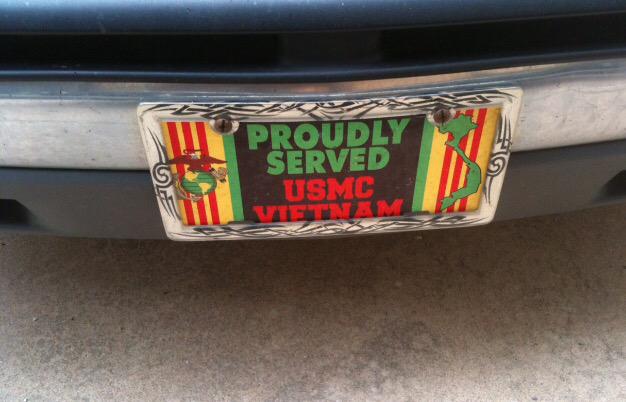 PROUDLY
SERVED
USMC
VIETNAM